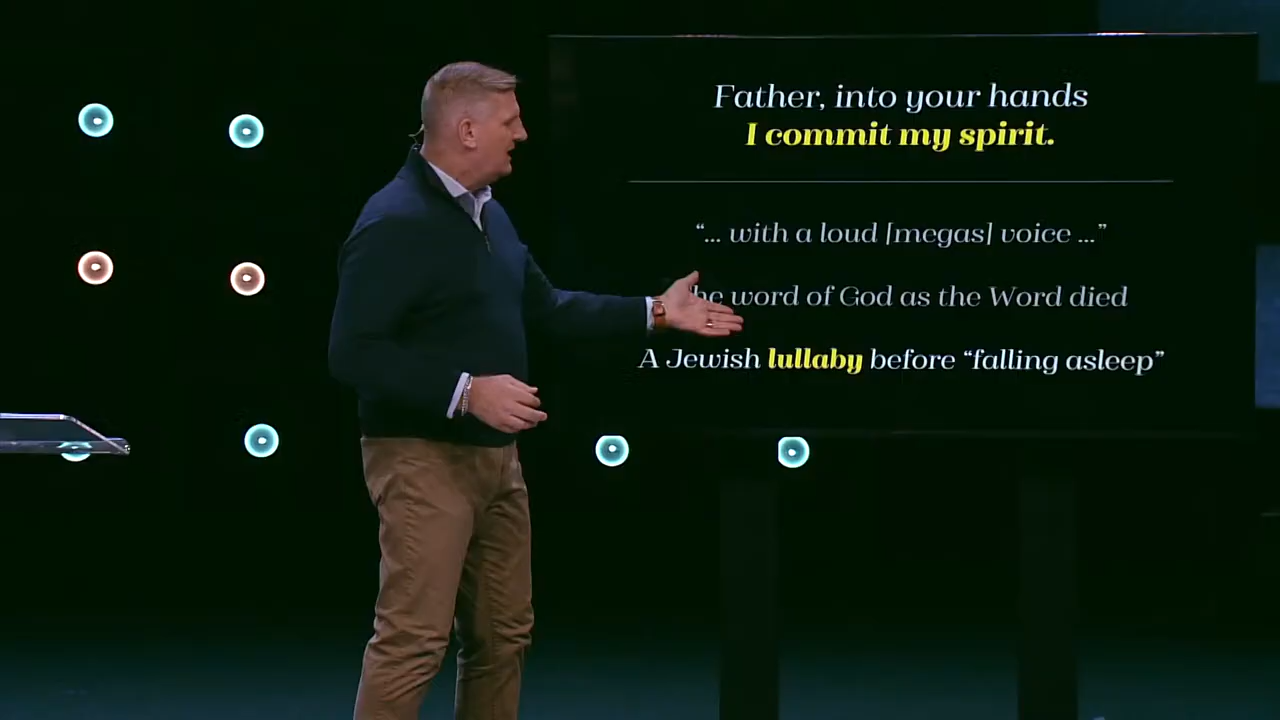 Father, into your hands
I commit my spirit.
“... with a loud [megas] voice ...”
word of God as the Word died
A Jewish lullaby before “falling asleep”